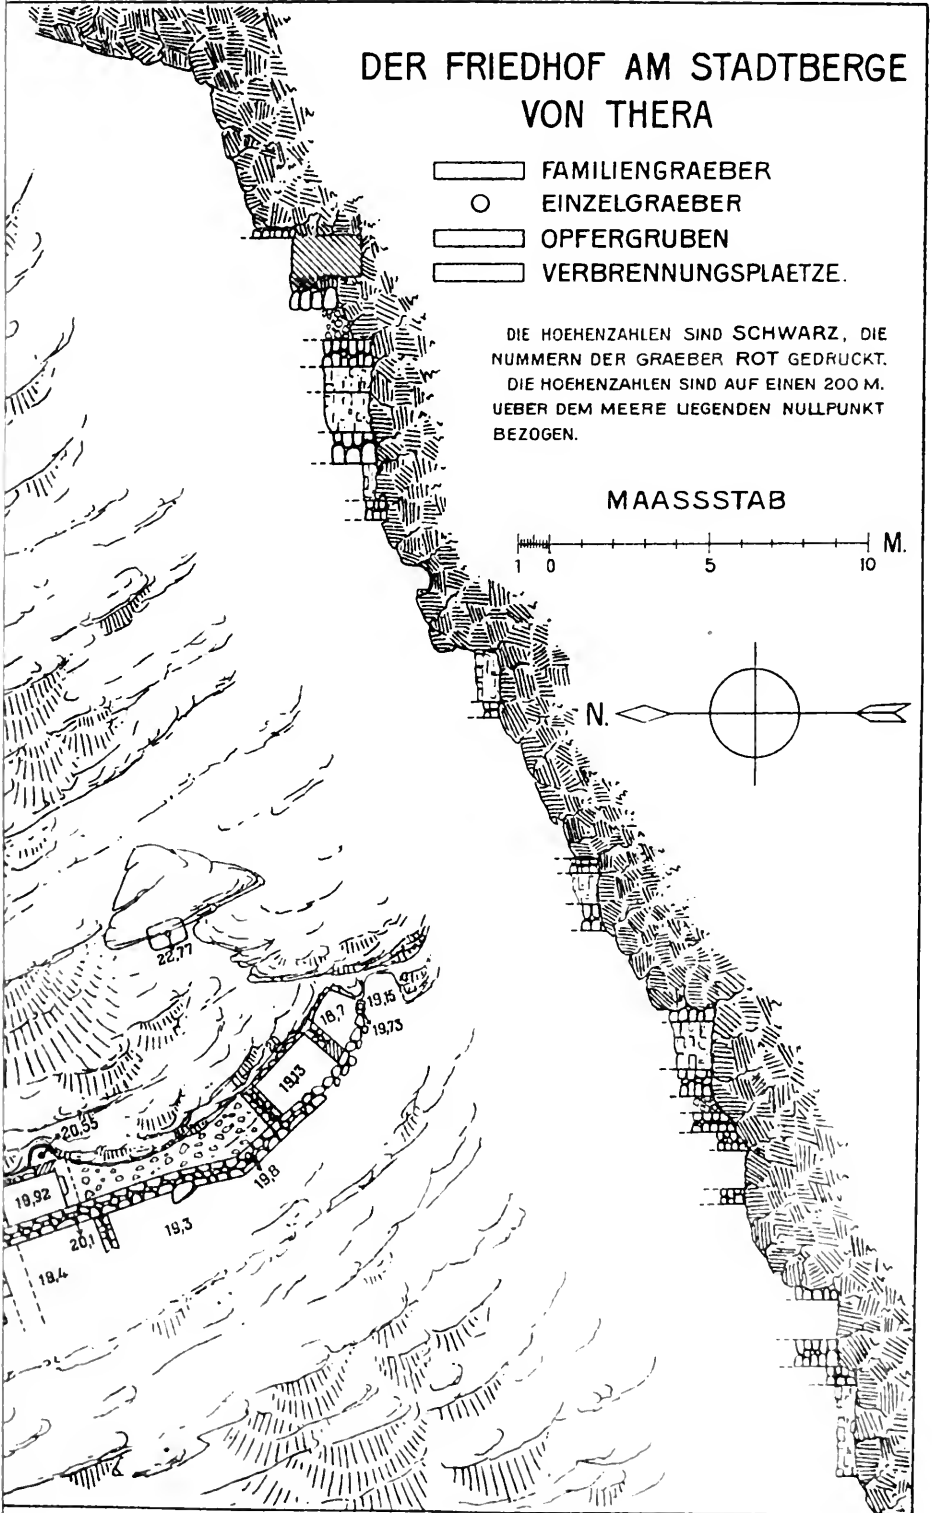 DER FRIEDHOF AM STADTBERGE
VON THERA
FAMILIENGRAEBER
EINZELGRAEBER
OPFERGRUBEN
VERBRENNUNGSPLAETZE.
DIE HOEHENZAHLEN SIND SCHWARZ, DIE
NUMMERN DER GRAEBER ROT GEDRUCKT.
DIE HOEHENZAHLEN SIND AUF EINEN 200 M.
UEBER DEM MEERE LIEGENDEN NULLPUNKT
BEZOGEN.
MAASSSTAB
M.
1 0 5 10
N.
22,77
19,15
18,7
19,73
19,13
20,55
19,8
19,92
19,3
20,1
19,4